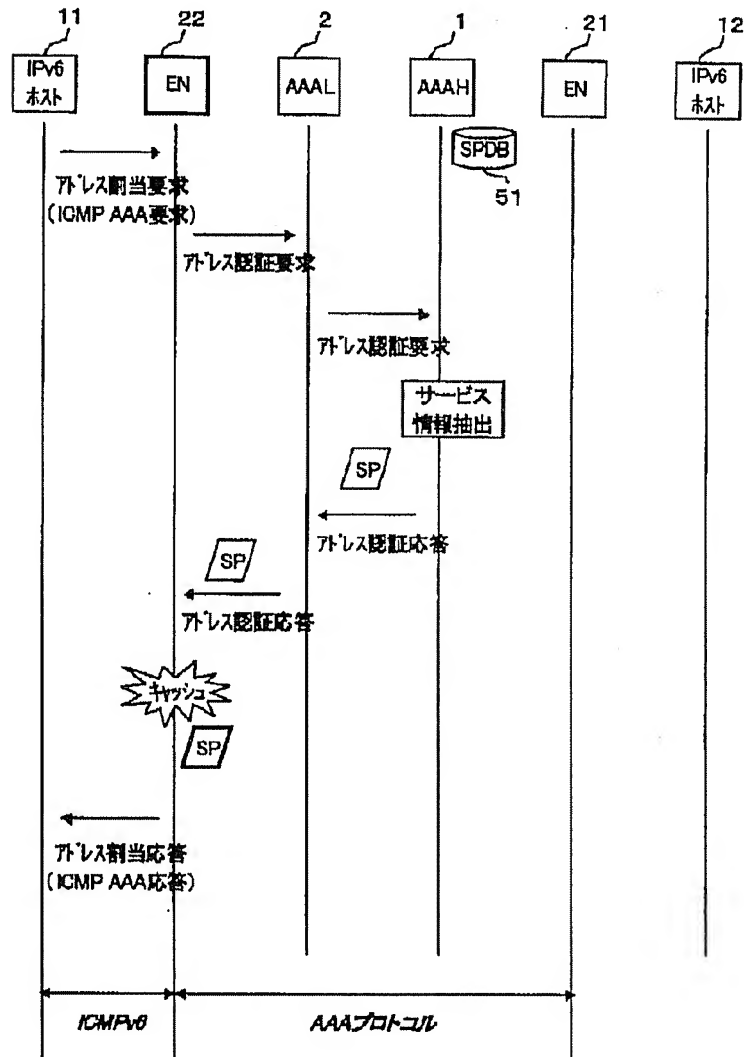 11
22
2
1
21
12
IPv6
ホスト
EN
AAAL
AAAH
EN
IPv6
ホスト
SPDB
51
アドレス割当要求
(ICMP AAA要求)
アドレス認証要求
アドレス認証要求
サービス
情報抽出
SP
アドレス認証応答
SP
アドレス認証応答
キャッシュ
SP
アドレス割当応答
(ICMP AAA応答)
ICMPv6
AAAプロトコル